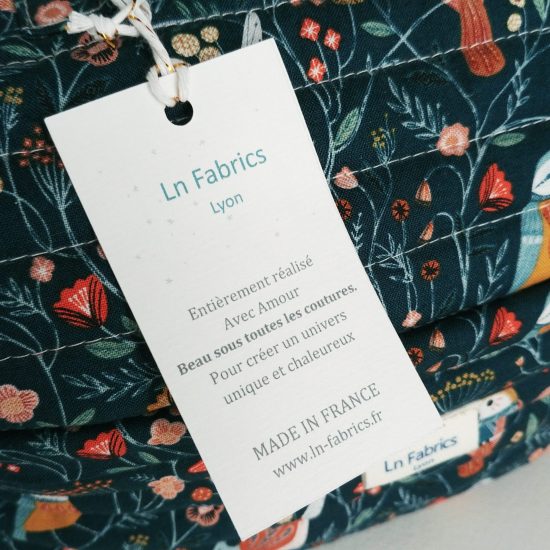 Ln Fabrics
Lyon
Entièrement réalisé
Avec Amour
Beau sous toutes les coutures.
Pour créer un univers
unique et chaleureux
MADE IN FRANCE
www.ln-fabrics.fr
Ln Fabrics